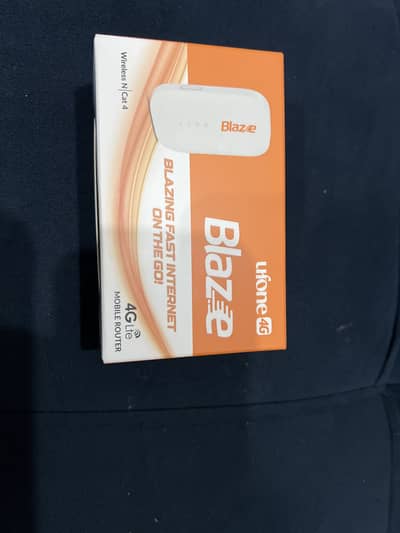 Wireless N | Cat 4
Blaze
BLAZING FAST INTERNET
ON THE GO!
Ufone 4G
Blaze
4G Lte
MOBILE ROUTER